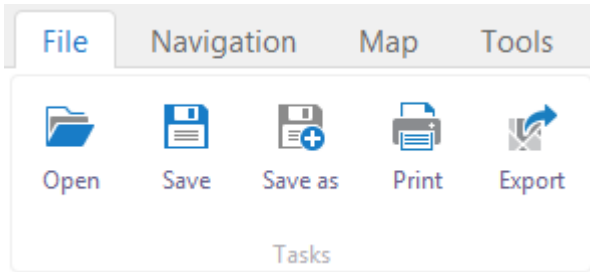 File Navigation Map Tools
Open Save Save as Print Export
Tasks